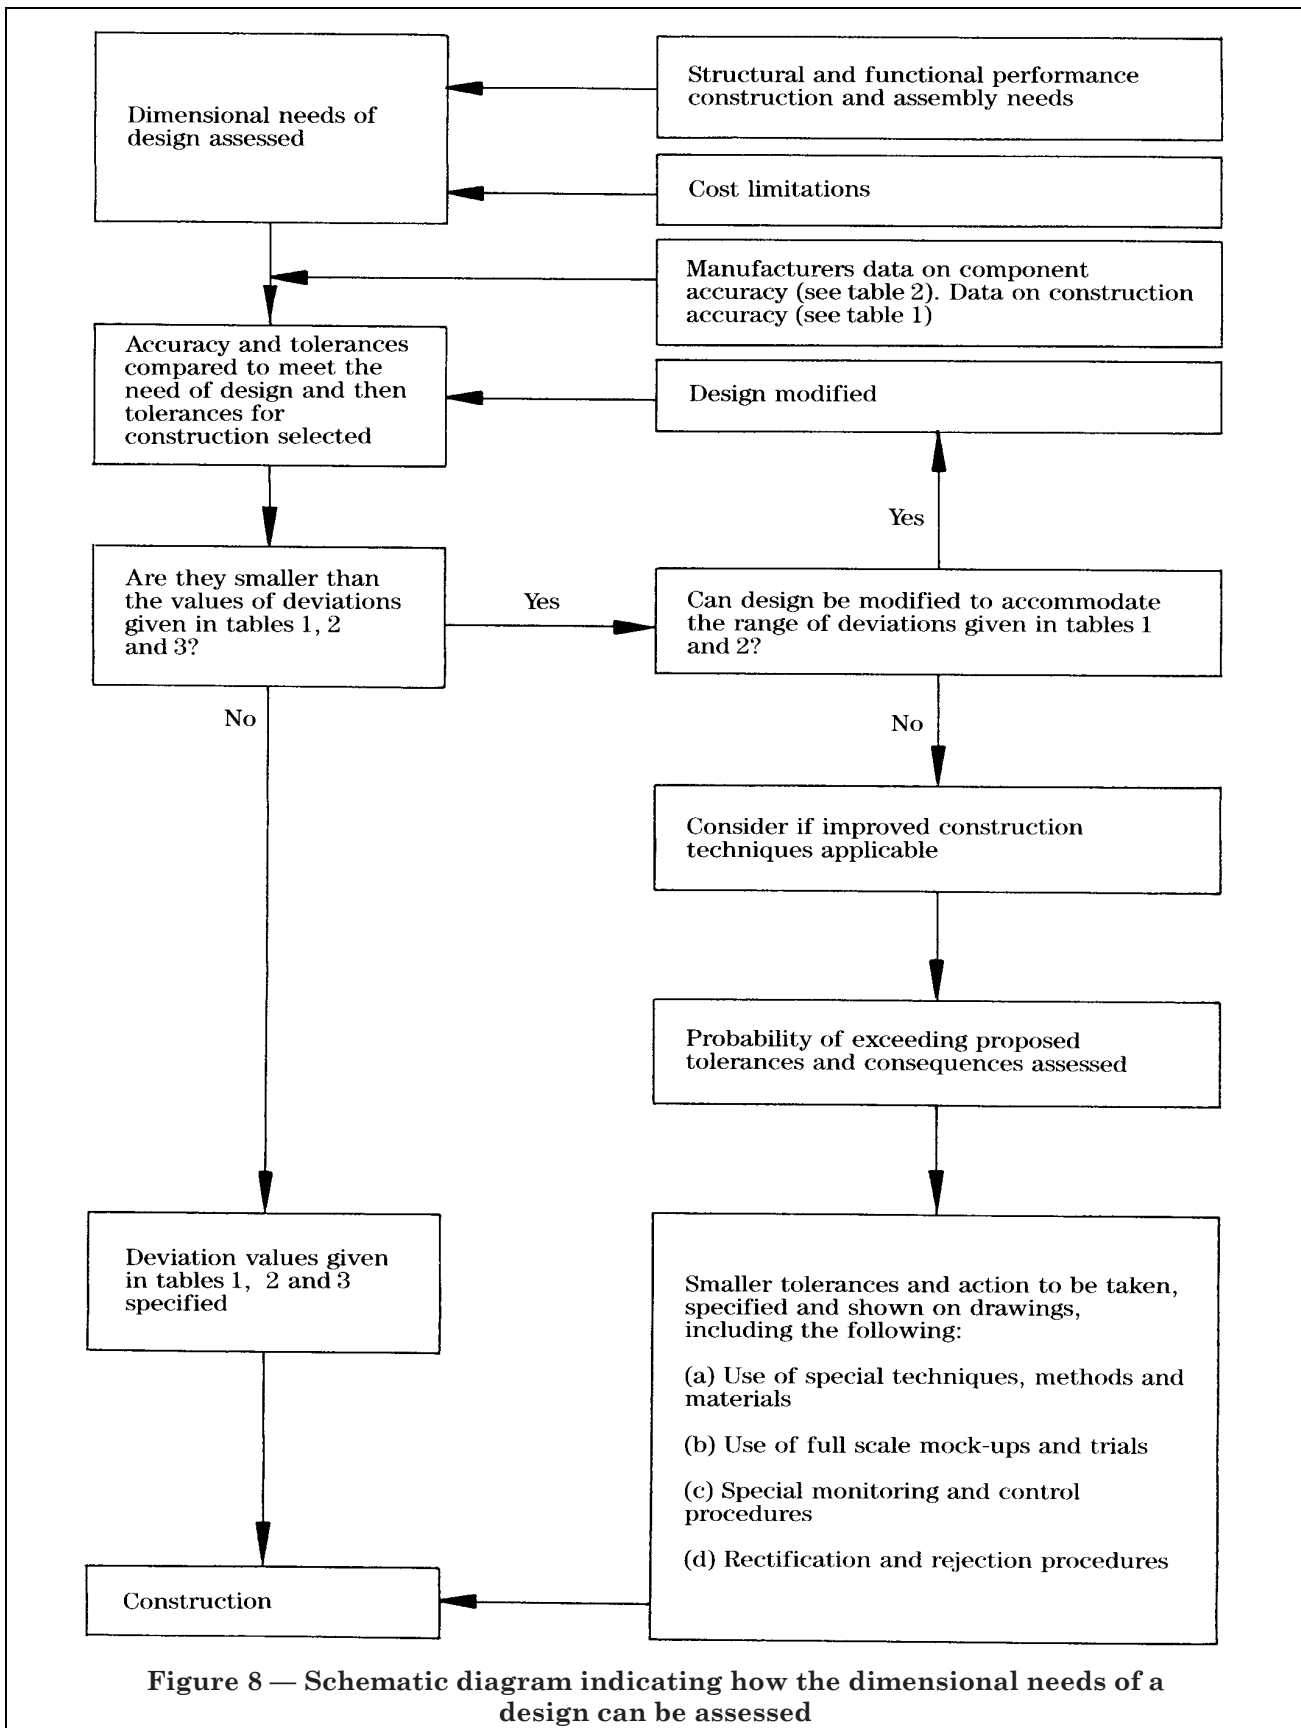 Dimensional needs of
design assessed
Structural and functional performance
construction and assembly needs
Cost limitations
Manufacturers data on component
accuracy (see table 2). Data on construction
accuracy (see table 1)
Accuracy and tolerances
compared to meet the
need of design and then
tolerances for
construction selected
Design modified
Yes
Are they smaller than
the values of deviations
given in tables 1, 2
and 3?
Yes
Can design be modified to accommodate
the range of deviations given in tables 1
and 2?
No
No
Consider if improved construction
techniques applicable
Probability of exceeding proposed
tolerances and consequences assessed
Deviation values given
in tables 1, 2 and 3
specified
Smaller tolerances and action to be taken,
specified and shown on drawings,
including the following:
(a) Use of special techniques, methods and
materials
(b) Use of full scale mock-ups and trials
(c) Special monitoring and control
procedures
(d) Rectification and rejection procedures
Construction
Figure 8 — Schematic diagram indicating how the dimensional needs of a
design can be assessed